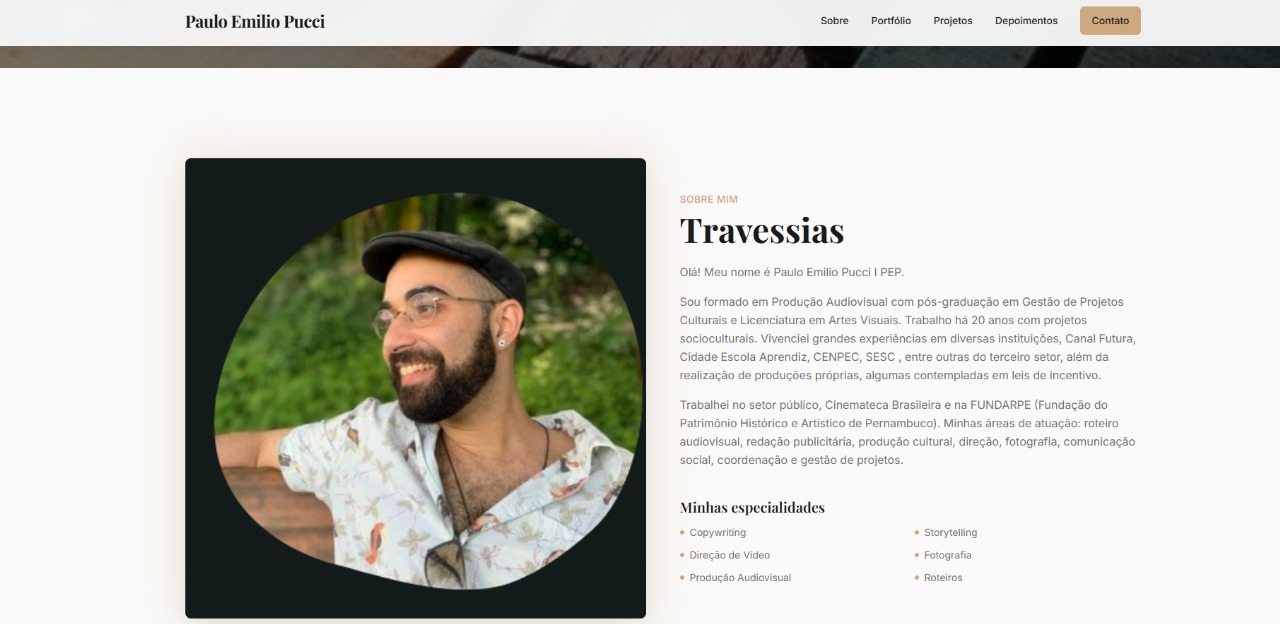 Paulo Emilio Pucci
Sobre
Portfólio
Projetos
Depoimentos
Contato
SOBRE MIM
Travessias
Olá! Meu nome é Paulo Emilio Pucci I PEP.
Sou formado em Produção Audiovisual com pós-graduação em Gestão de Projetos
Culturais e Licenciatura em Artes Visuais. Trabalho há 20 anos com projetos
socioculturais. Vivenciei grandes experiências em diversas instituições, Canal Futura,
Cidade Escola Aprendiz, CENPEC, SESC , entre outras do terceiro setor, além da
realização de produções próprias, algumas contempladas em leis de incentivo.
Trabalhei no setor público, Cinemateca Brasileira e na FUNDARPE (Fundação do
Patrimônio Histórico e Artístico de Pernambuco). Minhas áreas de atuação: roteiro
audiovisual, redação publicitária, produção cultural, direção, fotografia, comunicação
social, coordenação e gestão de projetos.
Minhas especialidades
Copywriting
Storytelling
Direção de Vídeo
Fotografia
Produção Audiovisual
Roteiros